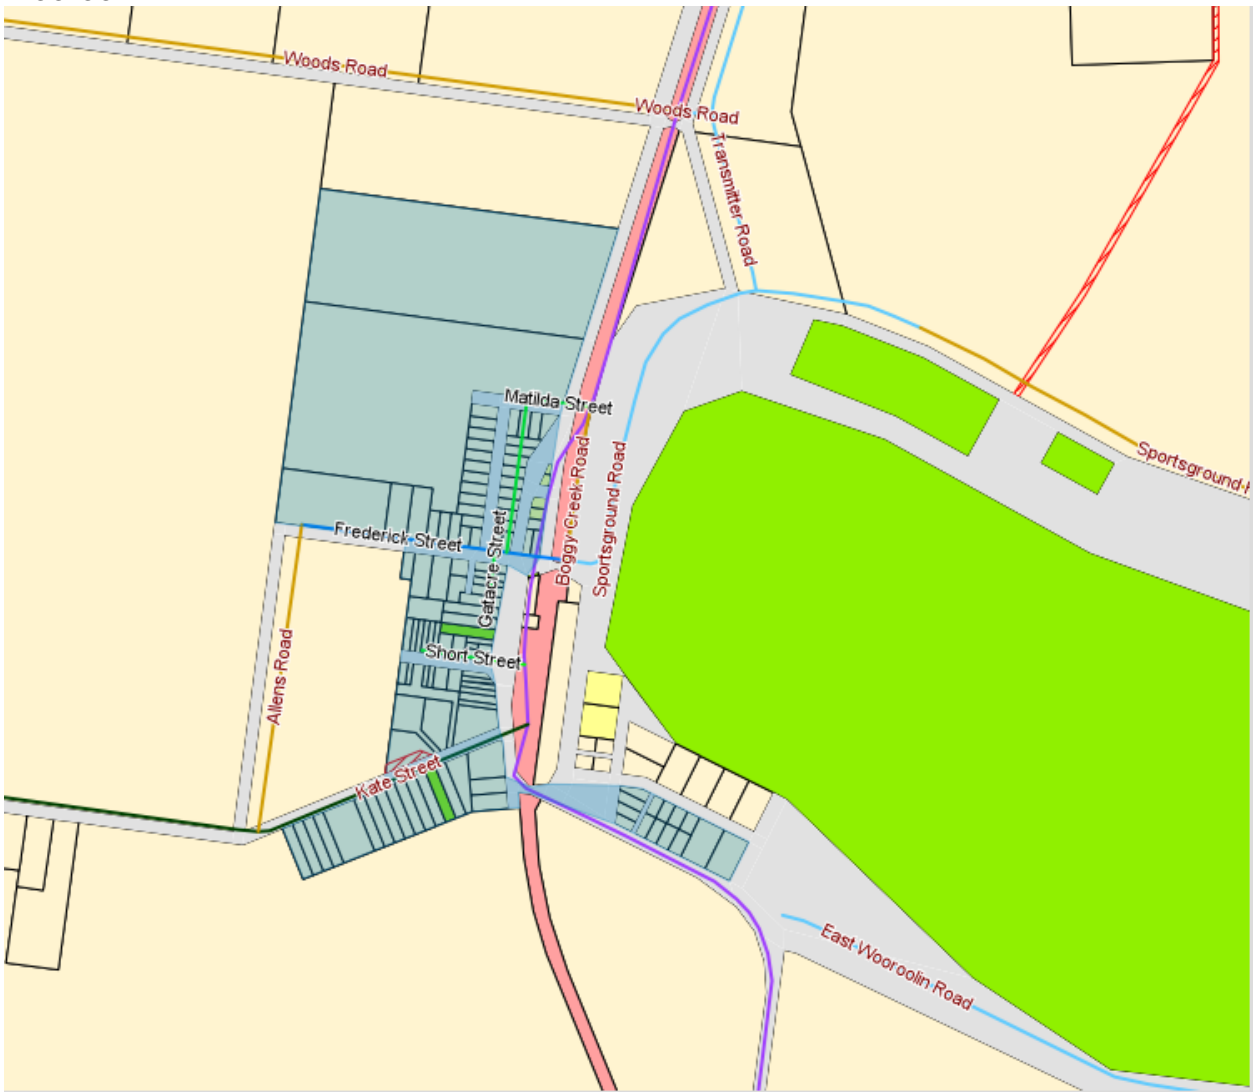 Woods Road
Woods Road
Transmitter Road
Matilda Street
Boggy Creek Road
Sportsground Road
Sportsground
Frederick Street
Gatacre Street
Short Street
Allens Road
Kate Street
East Wooroolin Road